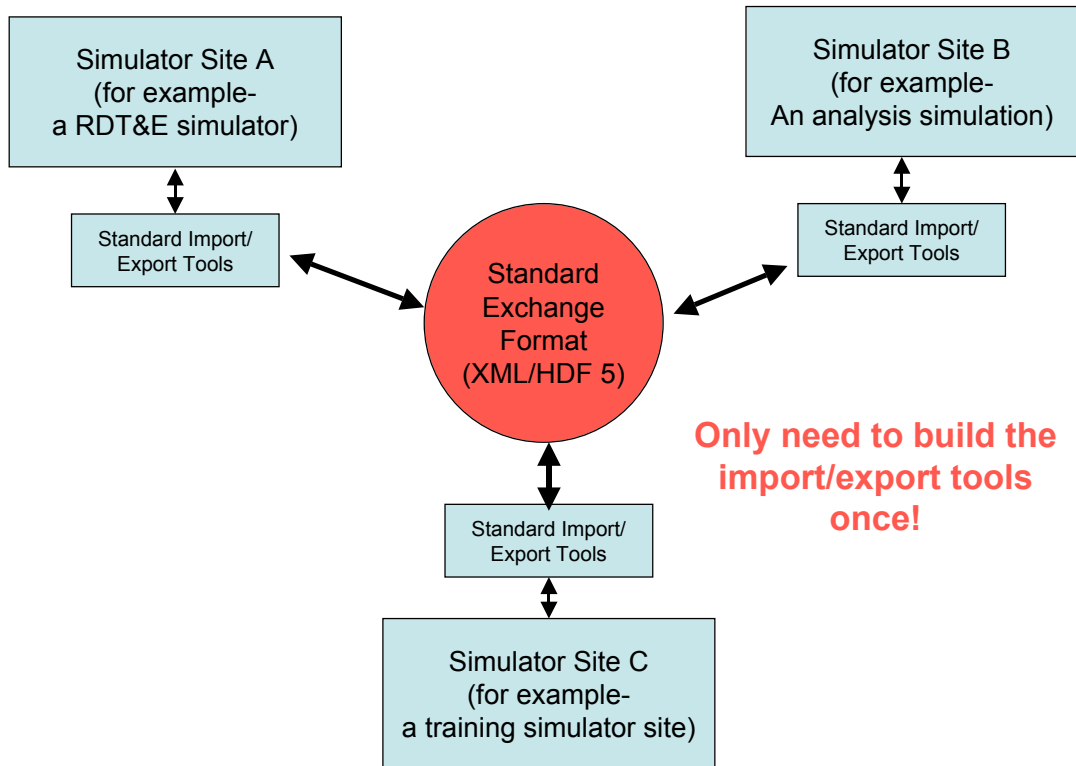 Simulator Site A
(for example-
a RDT&E simulator)
Simulator Site B
(for example-
An analysis simulation)
Standard Import/
Export Tools
Standard Import/
Export Tools
Standard
Exchange
Format
(XML/HDF 5)
Only need to build the
import/export tools
once!
Standard Import/
Export Tools
Simulator Site C
(for example-
a training simulator site)